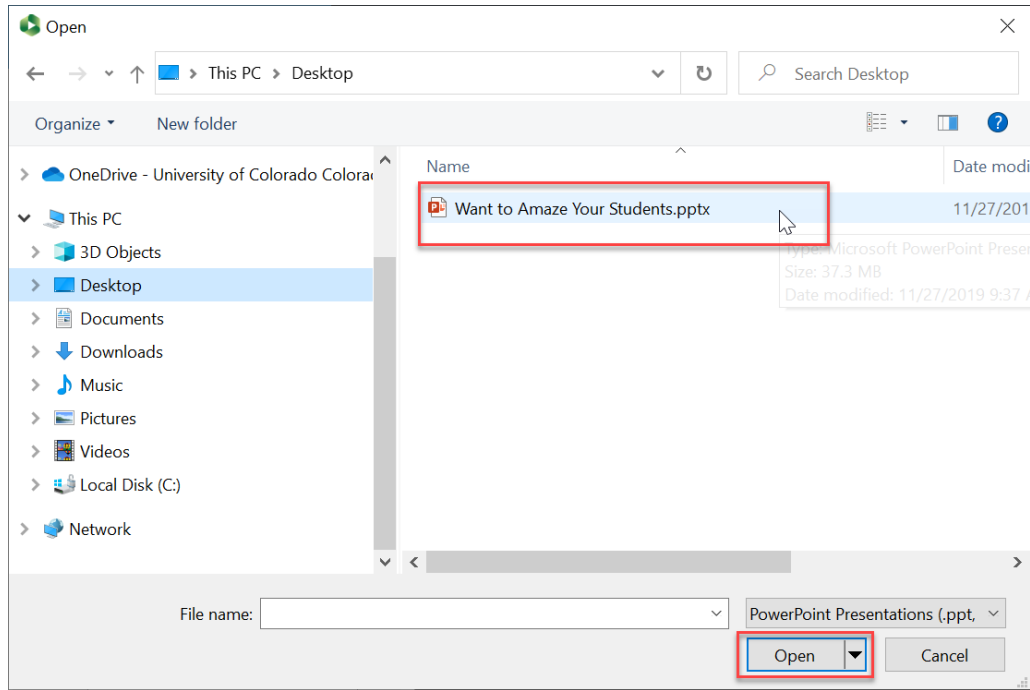 Open
This PC > Desktop
Search Desktop
Organize
New folder
Name
Date modi
OneDrive - University of Colorado Colora
This PC
3D Objects
Desktop
Documents
Downloads
Music
Pictures
Videos
Local Disk (C:)
Network
Want to Amaze Your Students.pptx
11/27/201
Type: Microsoft PowerPoint Preser
Size: 37.3 MB
Date modified: 11/27/2019 9:37 A
File name:
PowerPoint Presentations (.ppt,
Open
Cancel